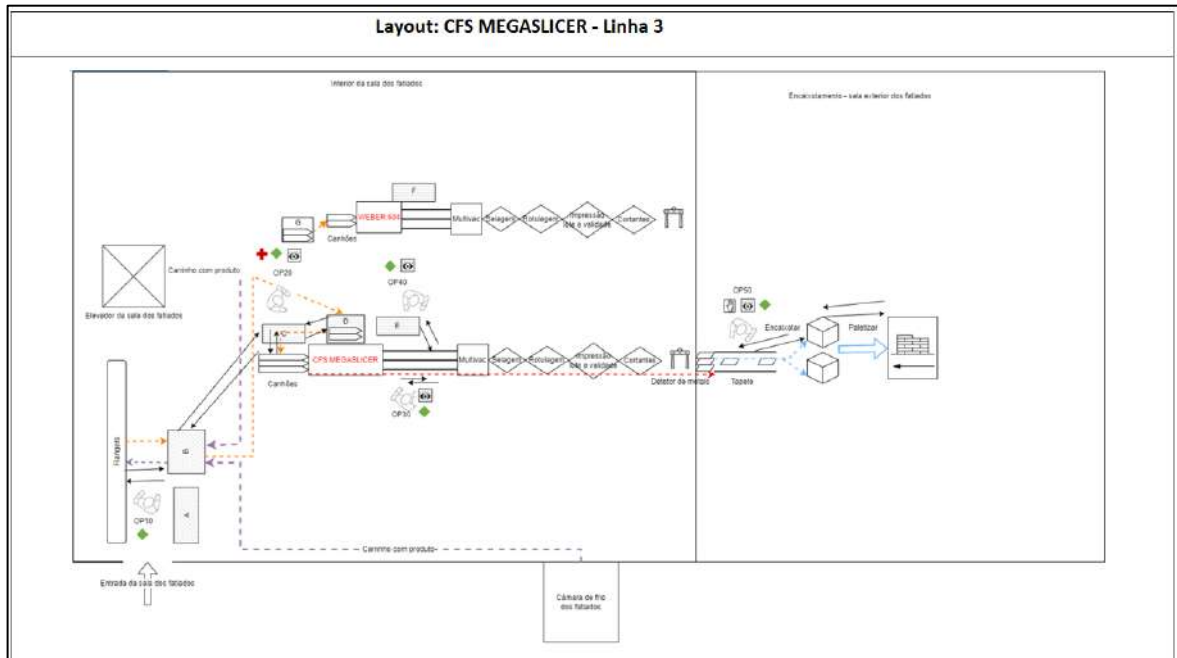 Layout: CFS MEGASLICER - Linha 3
Interior da sala dos fatiados
Encaixotamento – sala exterior dos fatiados
F
WEBER 604
Multivac
Selagem
Rotulagem
Impressão
lote e validade
Cortantes
G
Canhões
OP20
OP40
Carrinho com produto
Elevador da sala dos fatiados
OP50
Encaixotar
Paletizar
D
E
C
CFS MEGASLICER
Multivac
Selagem
Rotulagem
Impressão
lote e validade
Cortantes
Canhões
Detetor de metais
Tapete
OP30
B
OP10
A
Carrinho com produto
Entrada da sala dos fatiados
Câmara de frio
dos fatiados